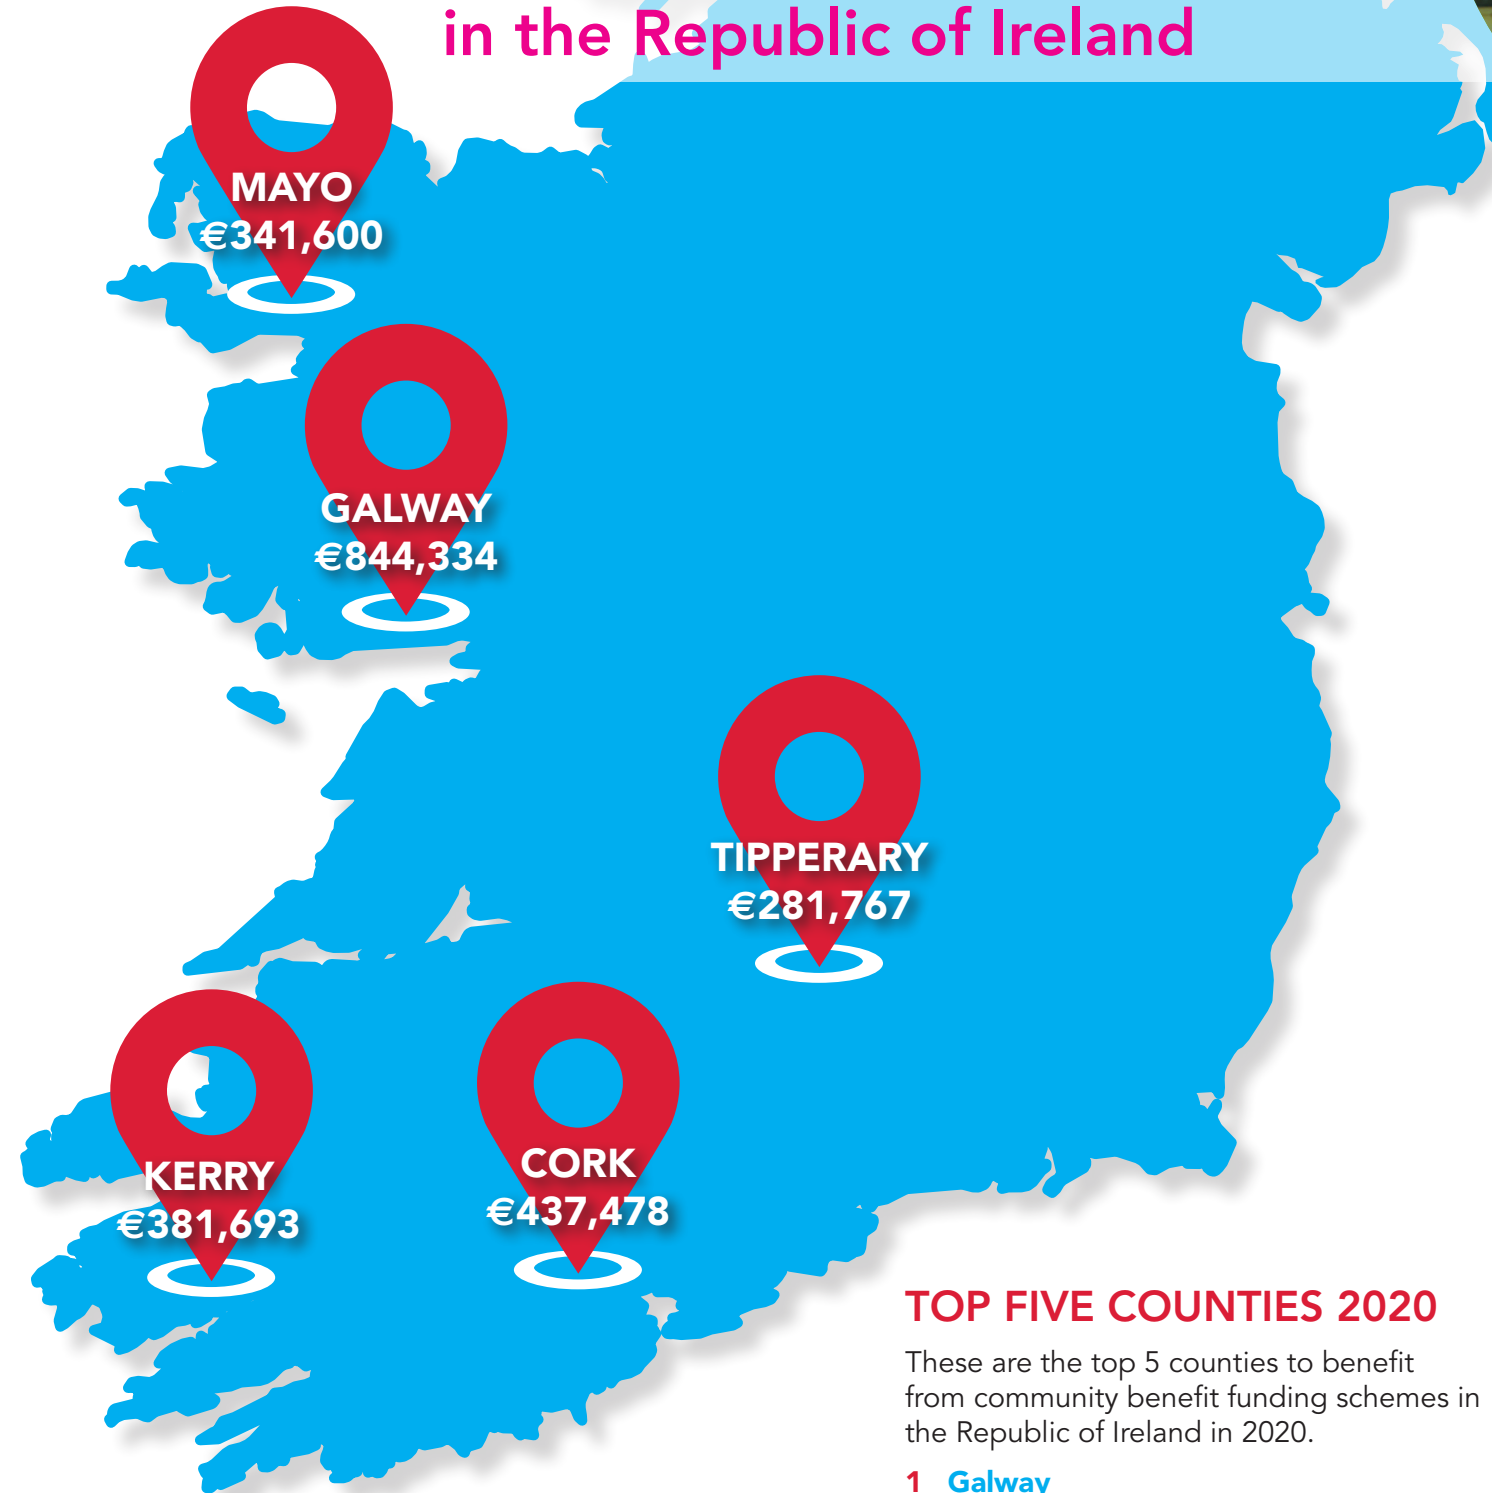 in the Republic of Ireland
MAYO
€341,600
GALWAY
€844,334
TIPPERARY
€281,767
KERRY
€381,693
CORK
€437,478
TOP FIVE COUNTIES 2020
These are the top 5 counties to benefit
from community benefit funding schemes in
the Republic of Ireland in 2020.
1 Galway